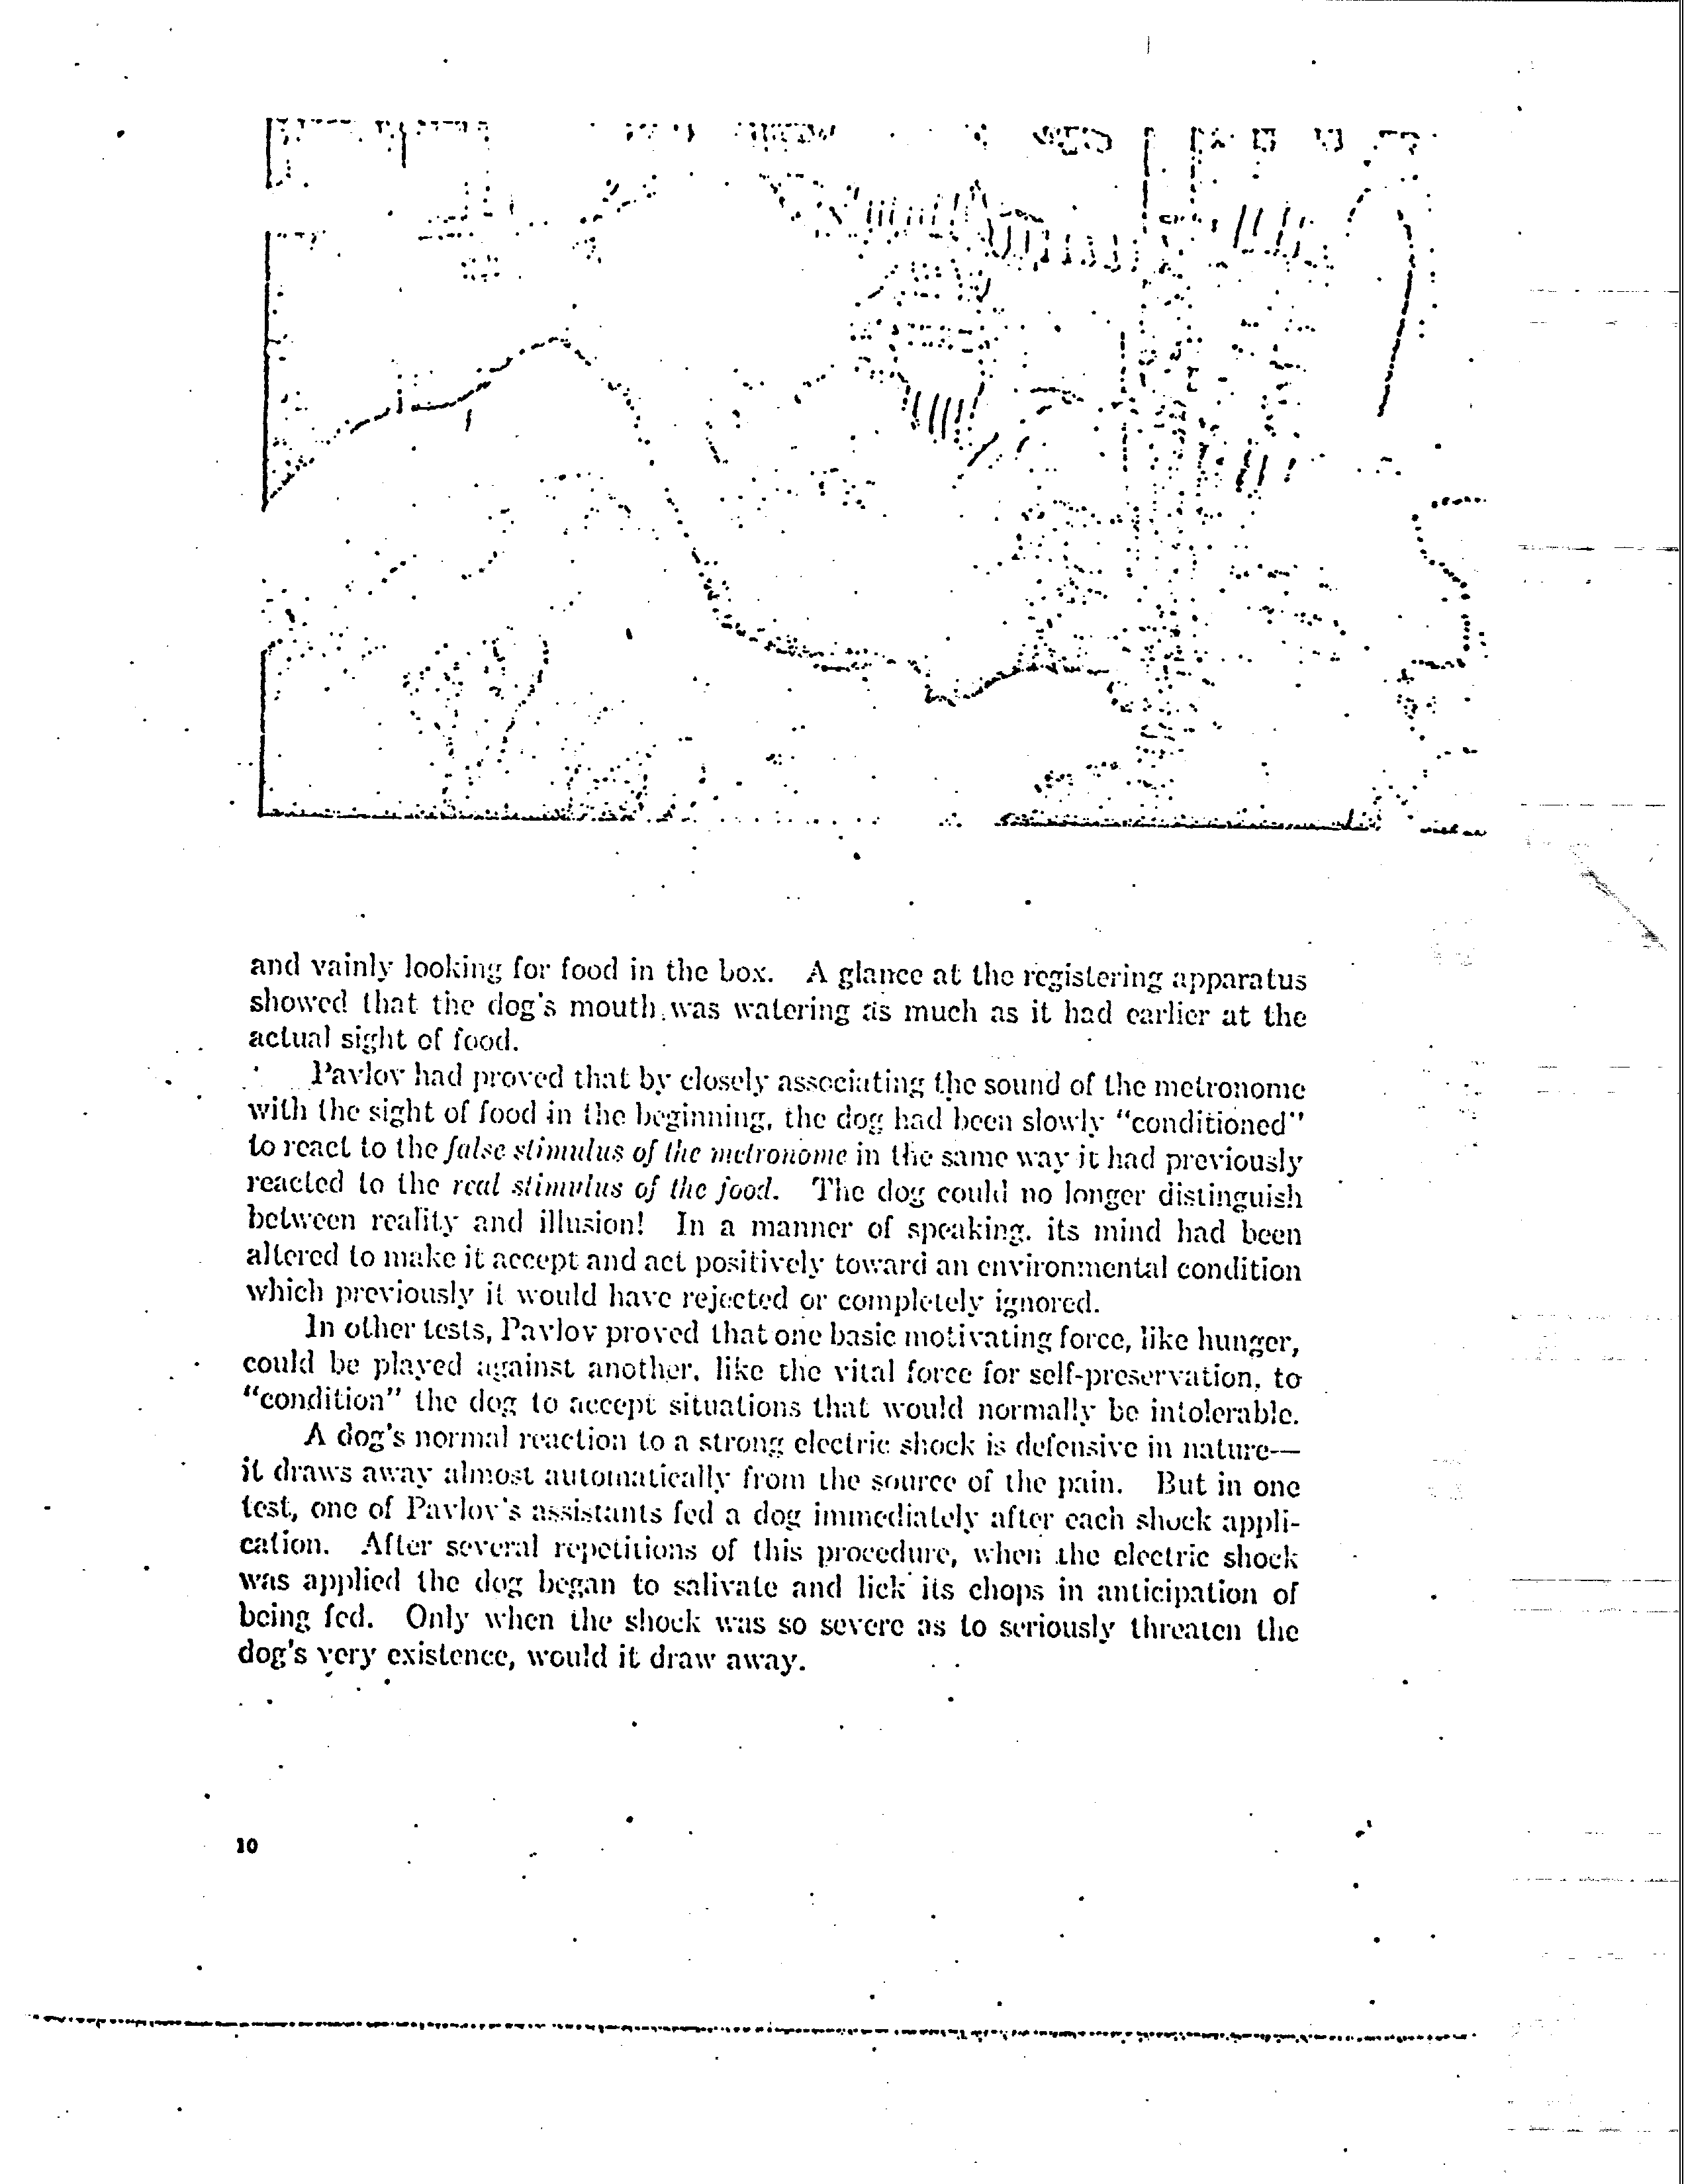 and vainly looking for food in the box. A glance at the registering apparatus
showed that the dog's mouth was watering as much as it had earlier at the
actual sight of food.
Pavlov had proved that by closely associating the sound of the metronome
with the sight of food in the beginning, the dog had been slowly "conditioned"
to react to the false stimulus of the metronome in the same way it had previously
reacted to the real stimulus of the food. The dog could no longer distinguish
between reality and illusion! In a manner of speaking, its mind had been
altered to make it accept and act positively toward an environmental condition
which previously it would have rejected or completely ignored.
In other tests, Pavlov proved that one basic motivating force, like hunger,
could be played against another, like the vital force for self-preservation, to
"condition" the dog to accept situations that would normally be intolerable.
A dog's normal reaction to a strong electric shock is defensive in nature—
it draws away almost automatically from the source of the pain. But in one
test, one of Pavlov's assistants fed a dog immediately after each shock appli-
cation. After several repetitions of this procedure, when the electric shock
was applied the dog began to salivate and lick its chops in anticipation of
being fed. Only when the shock was so severe as to seriously threaten the
dog's very existence, would it draw away.
10